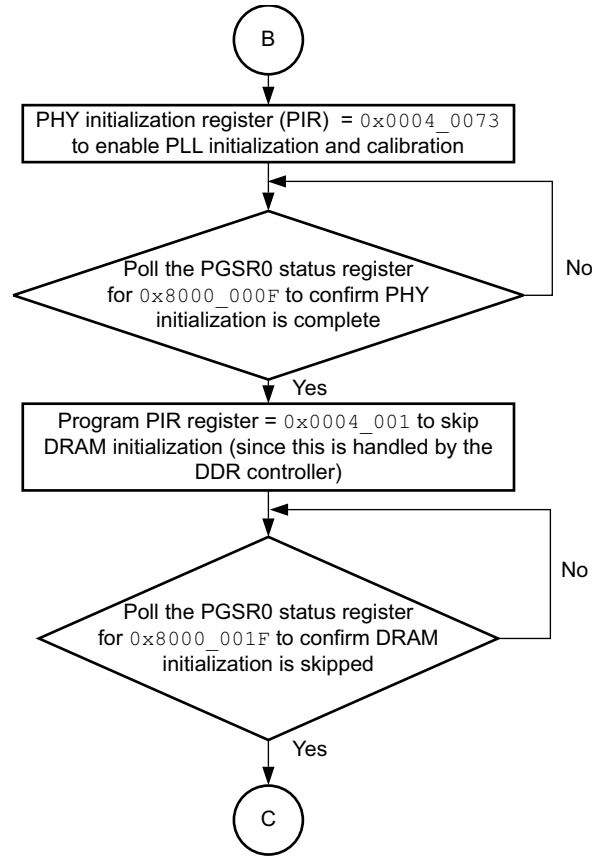 B
PHY initialization register (PIR) = 0x0004_0073
to enable PLL initialization and calibration
No
Poll the PGSR0 status register
for 0x8000_000F to confirm PHY
initialization is complete
Yes
Program PIR register = 0x0004_001 to skip
DRAM initialization (since this is handled by the
DDR controller)
No
Poll the PGSR0 status register
for 0x8000_001F to confirm DRAM
initialization is skipped
Yes
C